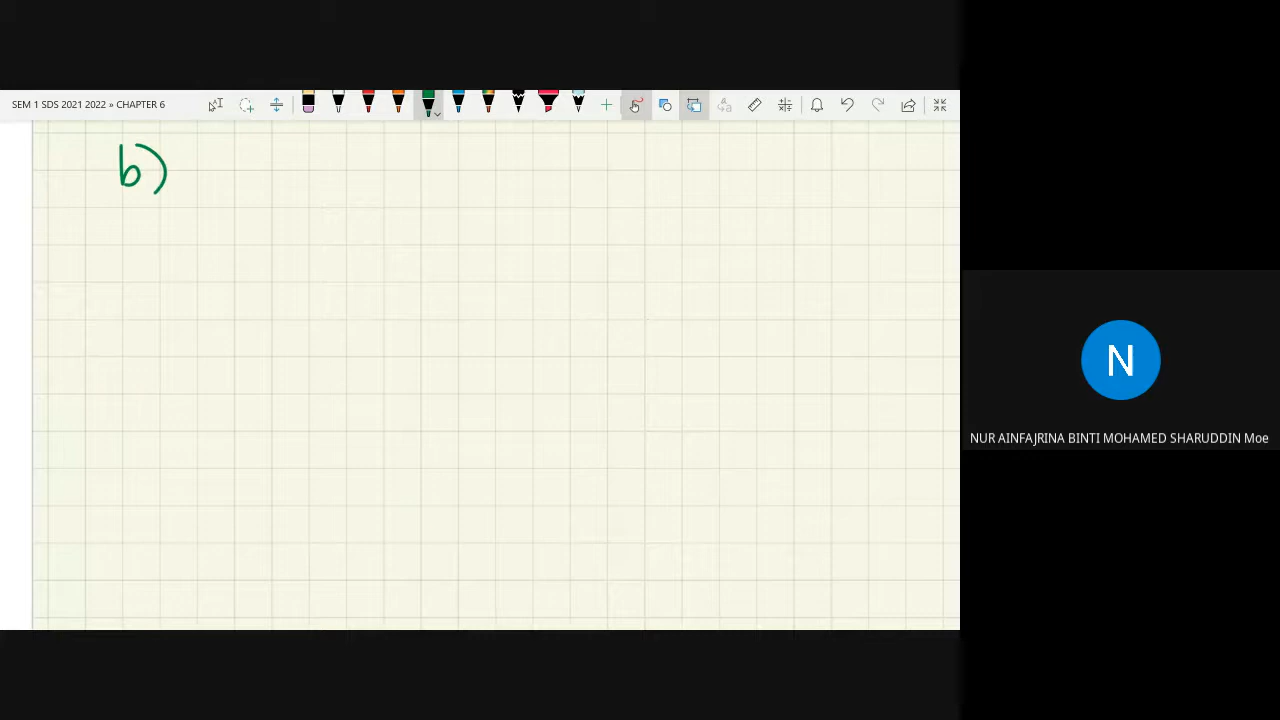 SEM 1 SDS 2021 2022 » CHAPTER 6
b)
N
NUR AINFAJRINA BINTI MOHAMED SHARUDDIN Moe